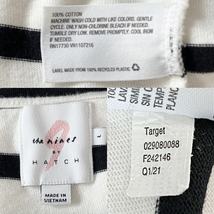 100% COTTON
MACHINE WASH COLD WITH LIKE COLORS. GENTLE
CYCLE. ONLY NON-CHLORINE BLEACH IF NEEDED.
TUMBLE DRY LOW. REMOVE PROMPTLY. COOL IRON
IF NEEDED.
RN17730 VN1107216
LABEL MADE FROM 100% RECYCLED PLASTIC
the nines
BY
HATCH
L
MADE IN
VIETNAM
Target
029080088
F242146
Q1/21